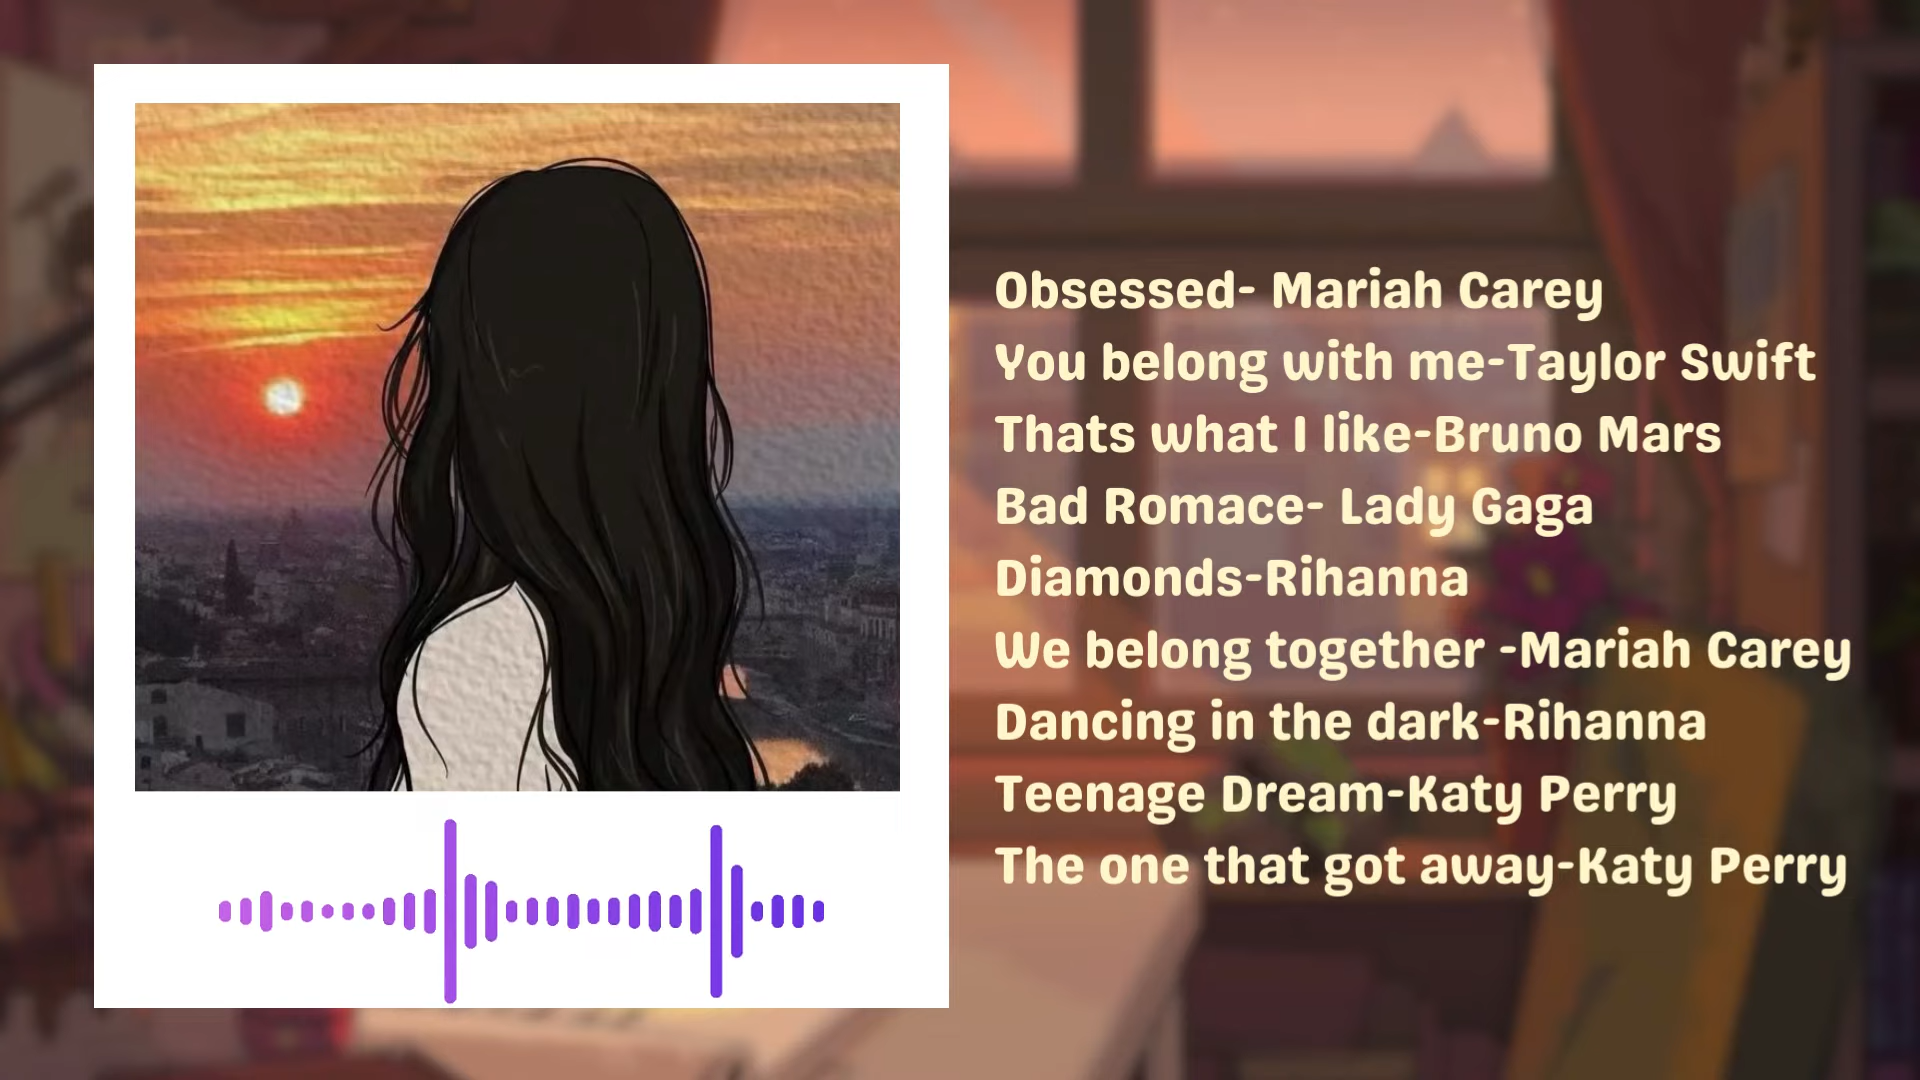 Obsessed- Mariah Carey
You belong with me-Taylor Swift
Thats what I like-Bruno Mars
Bad Romace- Lady Gaga
Diamonds-Rihanna
We belong together -Mariah Carey
Dancing in the dark-Rihanna
Teenage Dream-Katy Perry
The one that got away-Katy Perry